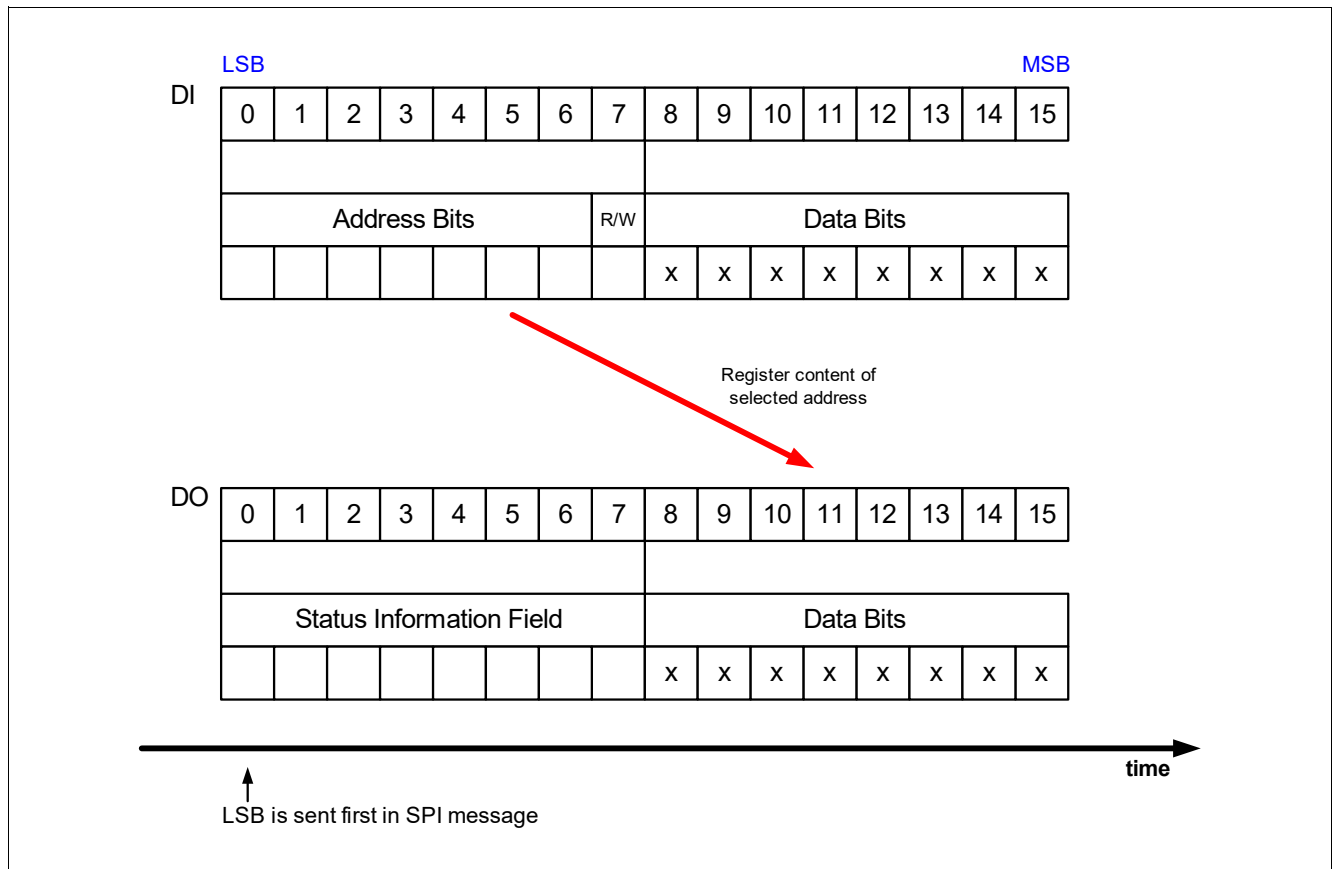 LSB MSB
DI
0 1 2 3 4 5 6 7 8 9 10 11 12 13 14 15
Address Bits R/W Data Bits
x x x x x x x x
Register content of
selected address
DO
0 1 2 3 4 5 6 7 8 9 10 11 12 13 14 15
Status Information Field Data Bits
x x x x x x x x
time
LSB is sent first in SPI message